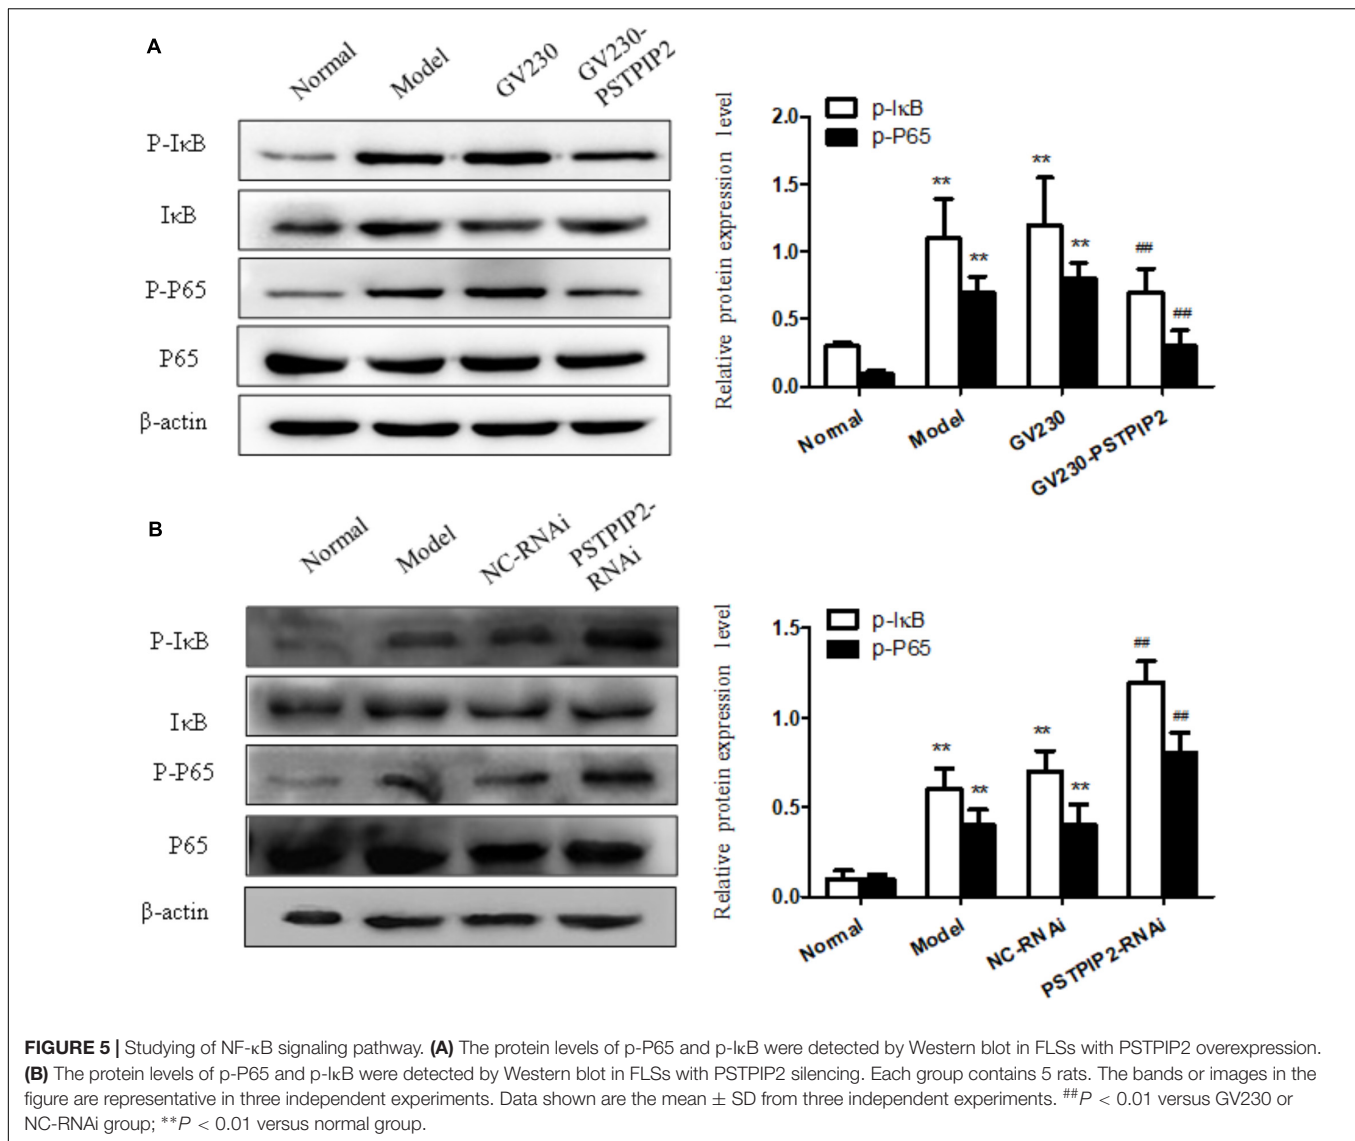 A
Normal
Model
GV230
GV230-
PSTPIP2
P-IκB
IκB
P-P65
P65
β-actin
Relative protein expression level
p-IκB
p-P65
2.0
1.5
1.0
0.5
0.0
**
**
**
**
##
##
Normal
Model
GV230
GV230-PSTPIP2
B
Normal
Model
NC-RNAi
PSTPIP2-
RNAi
P-IκB
IκB
P-P65
P65
β-actin
Relative protein expression level
p-IκB
p-P65
1.5
1.0
0.5
0.0
**
**
**
**
##
##
Normal
Model
NC-RNAi
PSTPIP2-RNAi
FIGURE 5 | Studying of NF-κB signaling pathway. (A) The protein levels of p-P65 and p-IκB were detected by Western blot in FLSs with PSTPIP2 overexpression.
(B) The protein levels of p-P65 and p-IκB were detected by Western blot in FLSs with PSTPIP2 silencing. Each group contains 5 rats. The bands or images in the
figure are representative in three independent experiments. Data shown are the mean ± SD from three independent experiments. ##P < 0.01 versus GV230 or
NC-RNAi group; **P < 0.01 versus normal group.